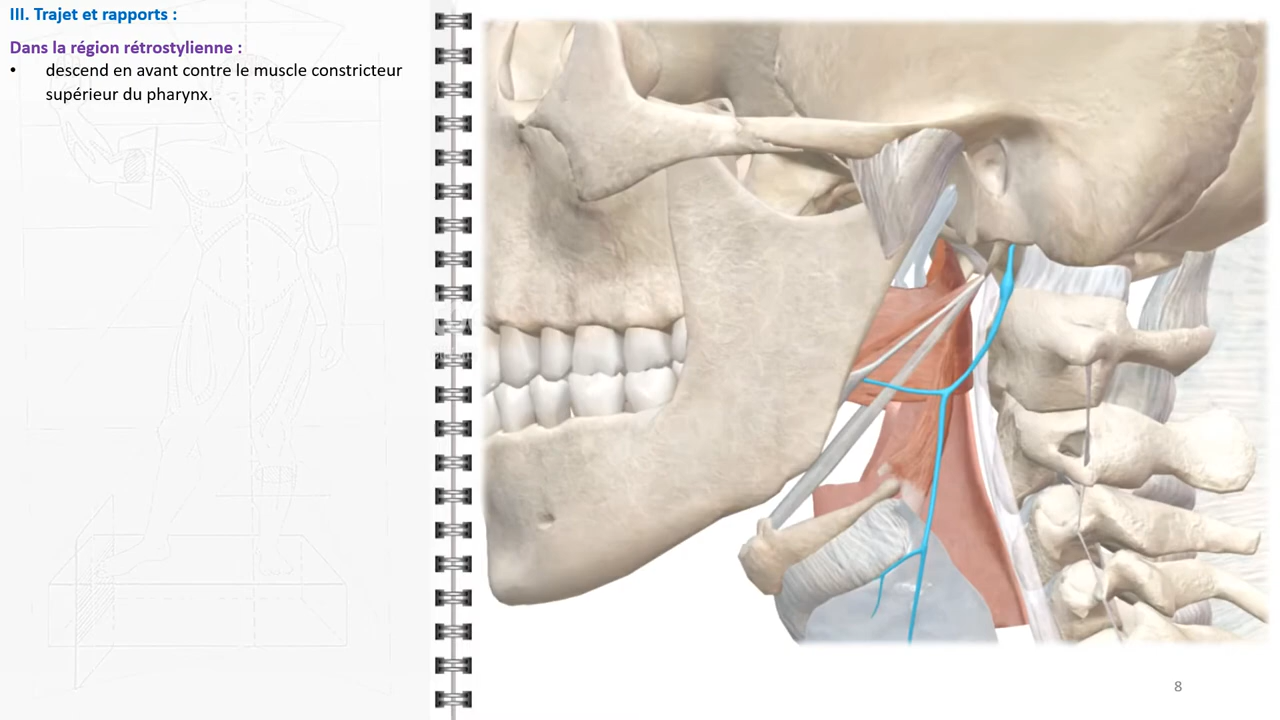 III. Trajet et rapports :
Dans la région rétrostylienne :
• descend en avant contre le muscle constricteur
supérieur du pharynx.
8